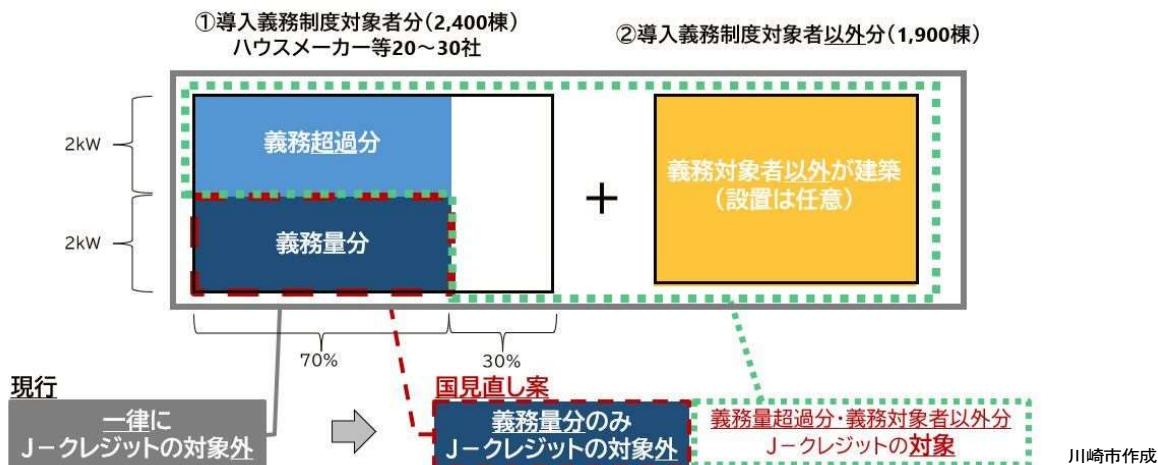 ①導入義務制度対象者分(2,400棟)
ハウスメーカー等20～30社
②導入義務制度対象者以外分(1,900棟)
2kW
義務超過分
2kW
義務量分
+
義務対象者以外が建築
(設置は任意)
70%
30%
現行
一律に
J－クレジットの対象外
国見直し案
義務量分のみ
J－クレジットの対象外
義務量超過分・義務対象者以外分
J－クレジットの対象
川崎市作成